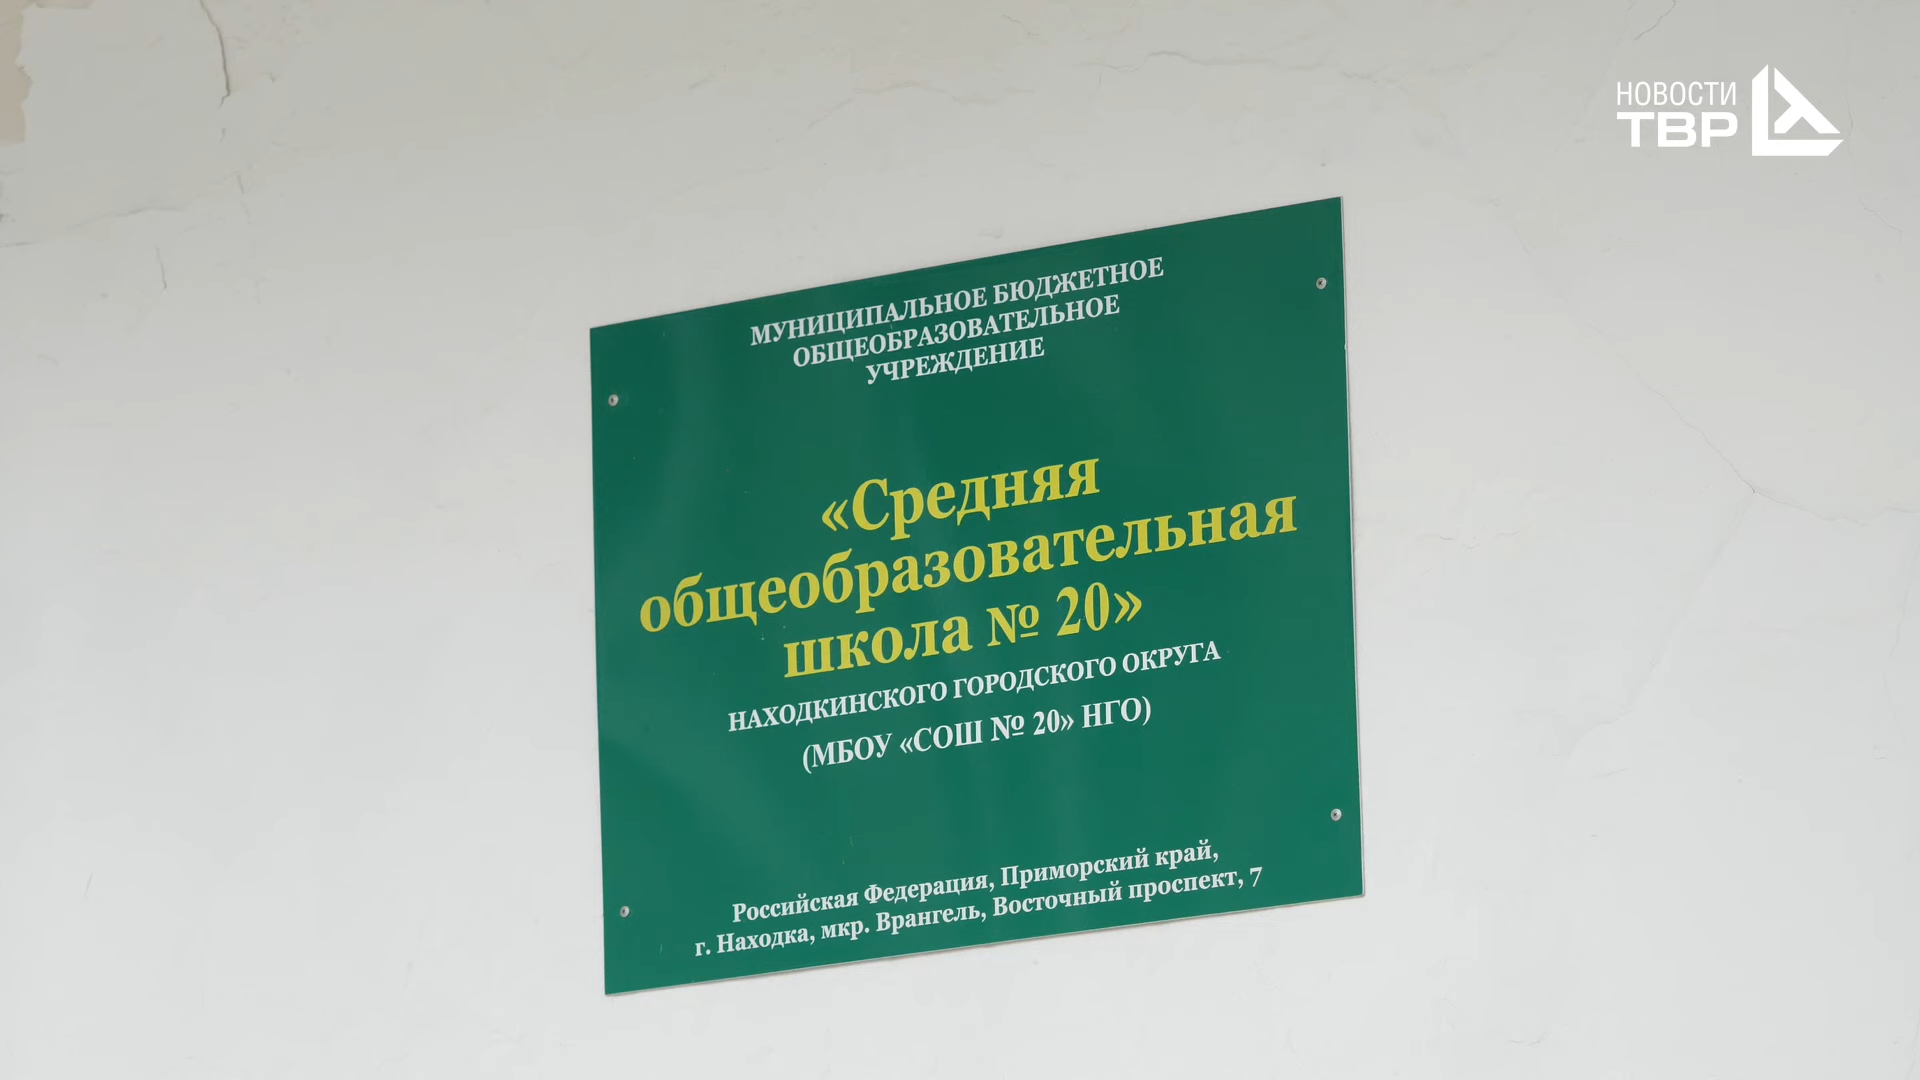 НОВОСТИ
ТВР
МУНИЦИПАЛЬНОЕ БЮДЖЕТНОЕ
ОБЩЕОБРАЗОВАТЕЛЬНОЕ
УЧРЕЖДЕНИЕ
«Средняя
общеобразовательная
школа № 20»
НАХОДКИНСКОГО ГОРОДСКОГО ОКРУГА
(МБОУ «СОШ № 20» НГО)
Российская Федерация, Приморский край,
г. Находка, мкр. Врангель, Восточный проспект, 7